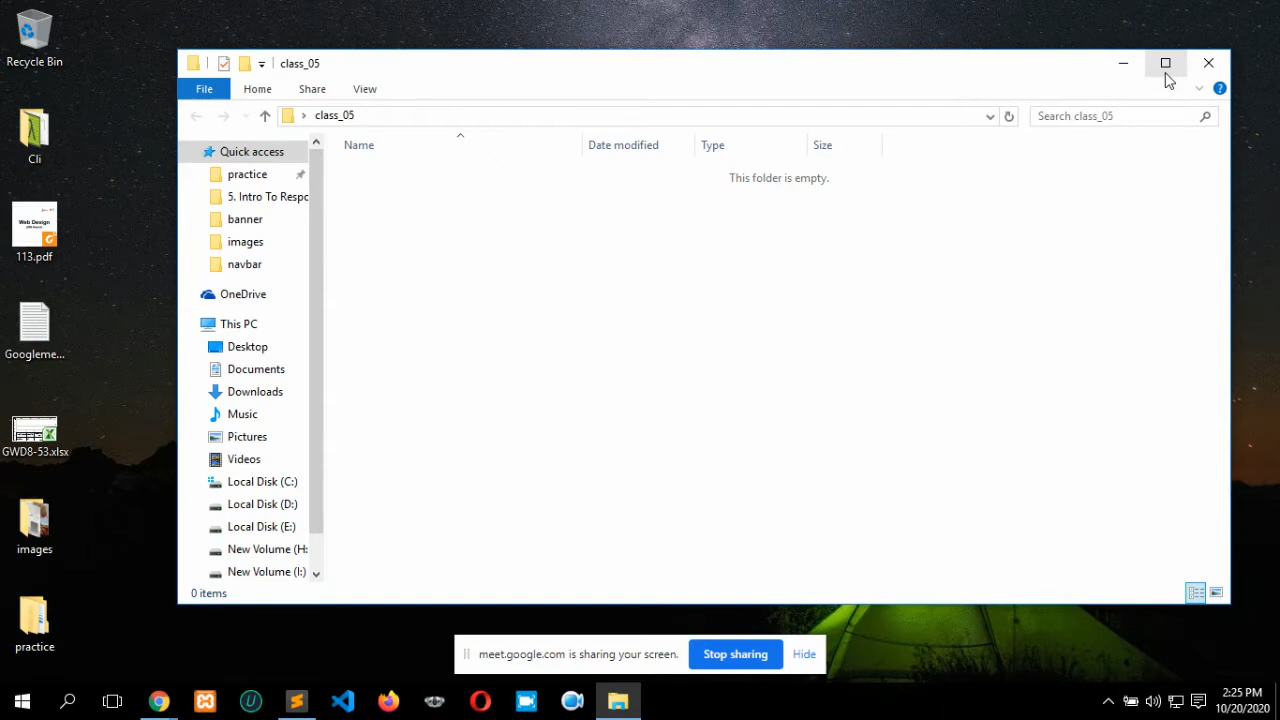 Recycle Bin
Cli
Web Design
113.pdf
Googleme...
GWD8-53.xlsx
images
practice
class_05
File
Home
Share
View
class_05
Search class_05
Name
Date modified
Type
Size
This folder is empty.
Quick access
practice
5. Intro To Respo
banner
images
navbar
OneDrive
This PC
Desktop
Documents
Downloads
Music
Pictures
Videos
Local Disk (C:)
Local Disk (D:)
Local Disk (E:)
New Volume (H:
New Volume (I:)
0 items
meet.google.com is sharing your screen.
Stop sharing
Hide
2:25 PM
10/20/2020